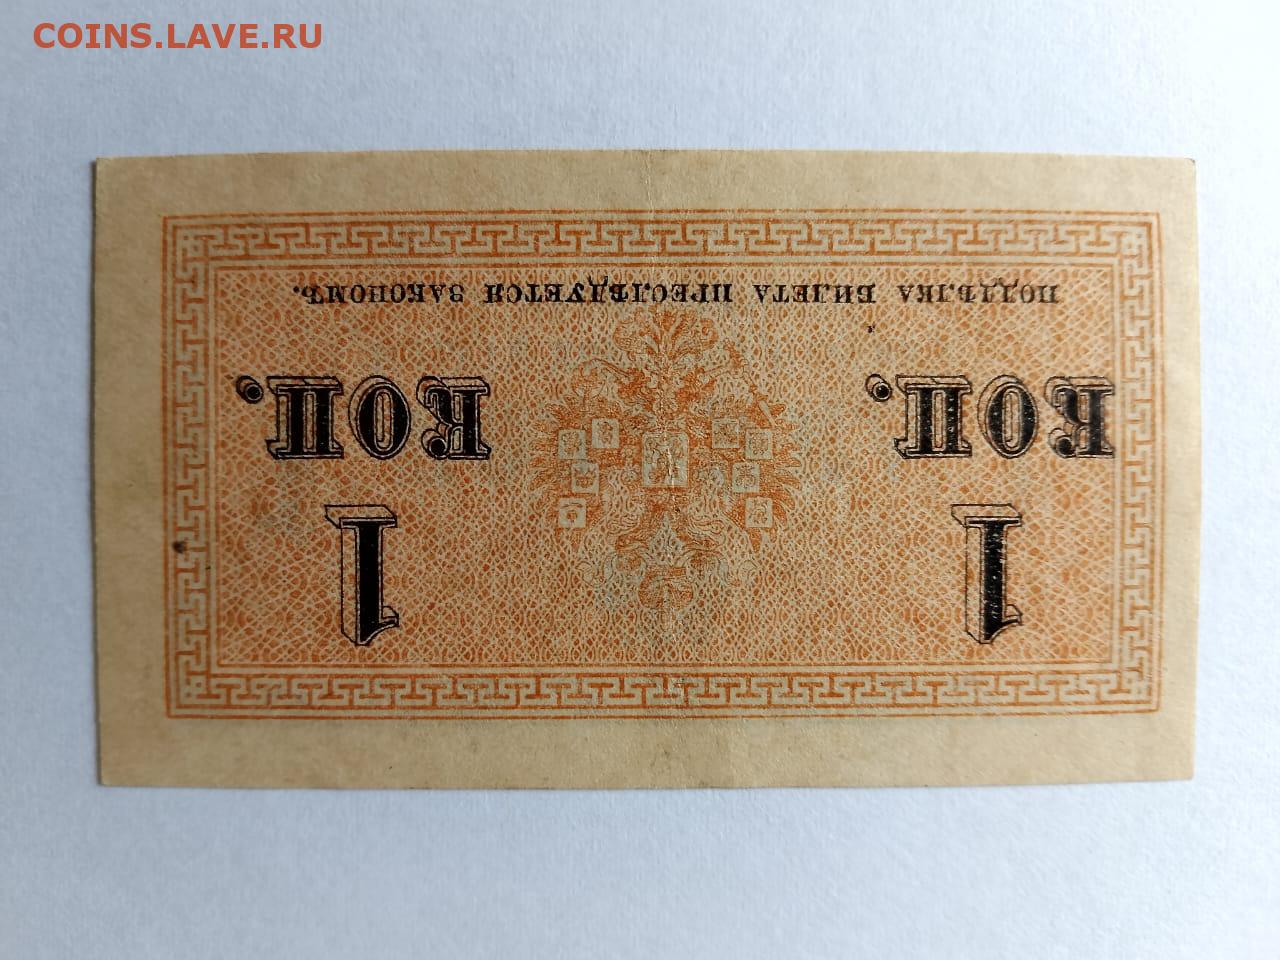 COINS.LAVE.RU
1 1
КОП. КОП.
ПОДДѢЛКА БИЛЕТА ПРЕСЛѢДУЕТСЯ ЗАКОНОМЪ.